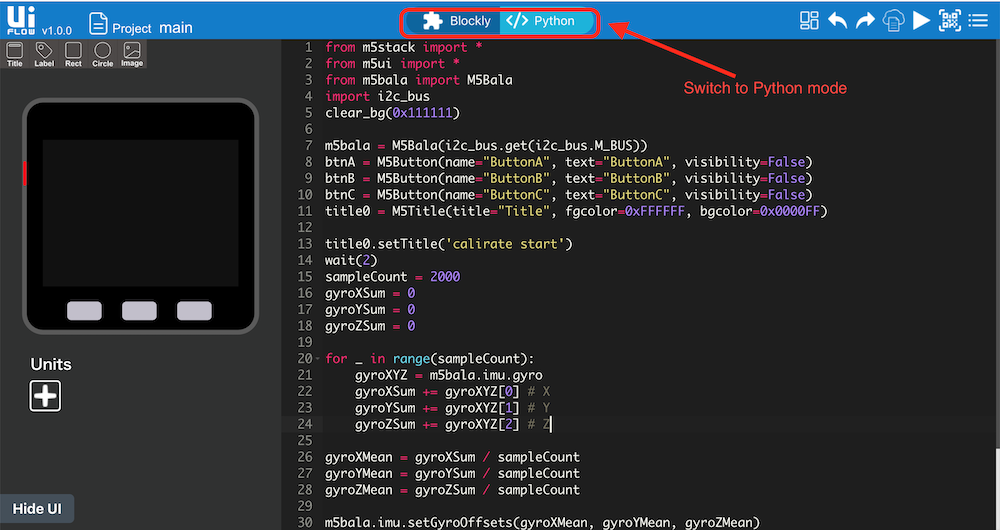 Ui
FLOW v1.0.0
Project main
Blockly
</> Python
Title Label Rect Circle Image
Switch to Python mode
1 from m5stack import *
2 from m5ui import *
3 from m5bala import M5Bala
4 import i2c_bus
5 clear_bg(0x111111)
6
7 m5bala = M5Bala(i2c_bus.get(i2c_bus.M_BUS))
8 btnA = M5Button(name="ButtonA", text="ButtonA", visibility=False)
9 btnB = M5Button(name="ButtonB", text="ButtonB", visibility=False)
10 btnC = M5Button(name="ButtonC", text="ButtonC", visibility=False)
11 title0 = M5Title(title="Title", fgcolor=0xFFFFFF, bgcolor=0x0000FF)
12
13 title0.setTitle('calirate start')
14 wait(2)
15 sampleCount = 2000
16 gyroXSum = 0
17 gyroYSum = 0
18 gyroZSum = 0
19
20 for _ in range(sampleCount):
21     gyroXYZ = m5bala.imu.gyro
22     gyroXSum += gyroXYZ[0] # X
23     gyroYSum += gyroXYZ[1] # Y
24     gyroZSum += gyroXYZ[2] # Z
25
26 gyroXMean = gyroXSum / sampleCount
27 gyroYMean = gyroYSum / sampleCount
28 gyroZMean = gyroZSum / sampleCount
29
30 m5bala.imu.setGyroOffsets(gyroXMean, gyroYMean, gyroZMean)
Units
Hide UI